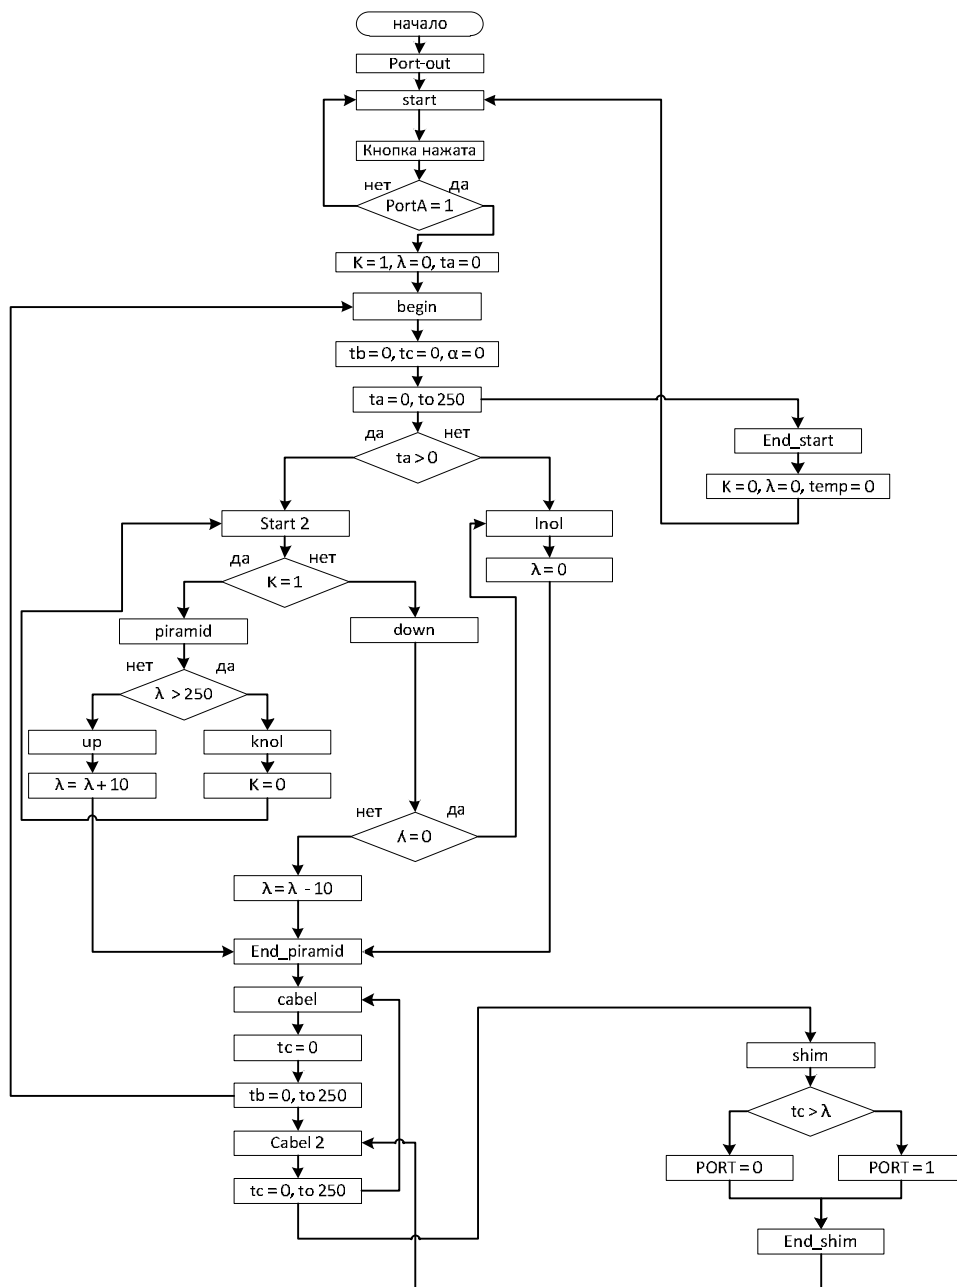 начало
Port-out
start
Кнопка нажата
нет
да
PortA = 1
K = 1, λ = 0, ta = 0
begin
tb = 0, tc = 0, α = 0
ta = 0, to 250
да
нет
ta > 0
End_start
K = 0, λ = 0, temp = 0
Start 2
lnol
да
нет
K = 1
λ = 0
piramid
down
нет
да
λ > 250
up
knol
λ = λ + 10
K = 0
нет
да
λ = 0
λ = λ - 10
End_piramid
cabel
tc = 0
shim
tb = 0, to 250
tc > λ
Cabel 2
PORT = 0
PORT = 1
tc = 0, to 250
End_shim